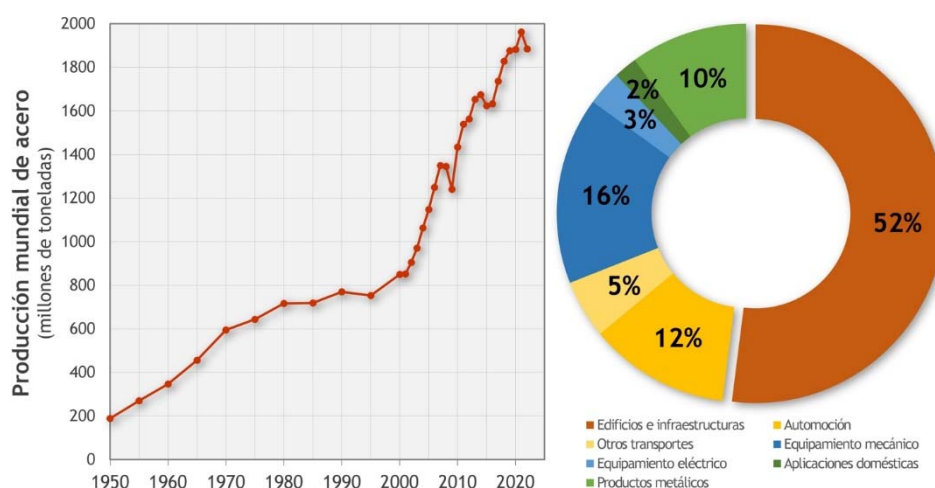 Producción mundial de acero
(millones de toneladas)
2000
1800
1600
1400
1200
1000
800
600
400
200
0
1950 1960 1970 1980 1990 2000 2010 2020
52%
12%
5%
16%
3%
2%
10%
Edificios e infraestructuras
Automoción
Otros transportes
Equipamiento mecánico
Equipamiento eléctrico
Aplicaciones domésticas
Productos metálicos